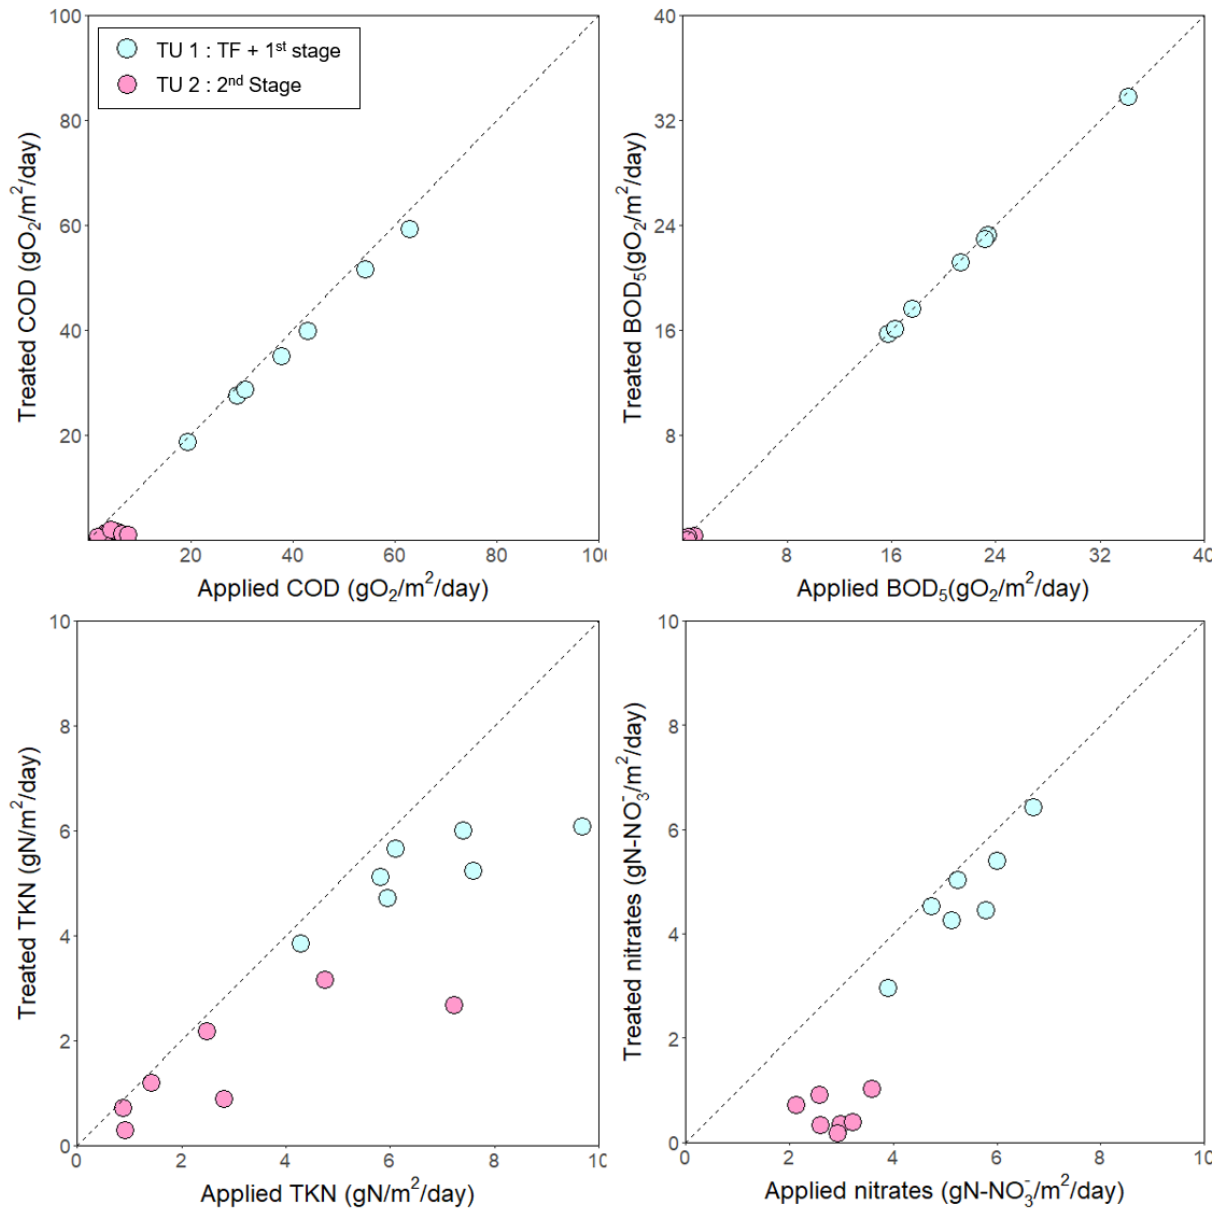 100
80
60
40
20
TU 1 : TF + 1st stage
TU 2 : 2nd Stage
Treated COD (gO2/m2/day)
20 40 60 80 100
Applied COD (gO2/m2/day)
40
32
24
16
8
Treated BOD5(gO2/m2/day)
8 16 24 32 40
Applied BOD5(gO2/m2/day)
10
8
6
4
2
0
Treated TKN (gN/m2/day)
0 2 4 6 8 10
Applied TKN (gN/m2/day)
10
8
6
4
2
0
Treated nitrates (gN-NO3-/m2/day)
0 2 4 6 8 10
Applied nitrates (gN-NO3-/m2/day)